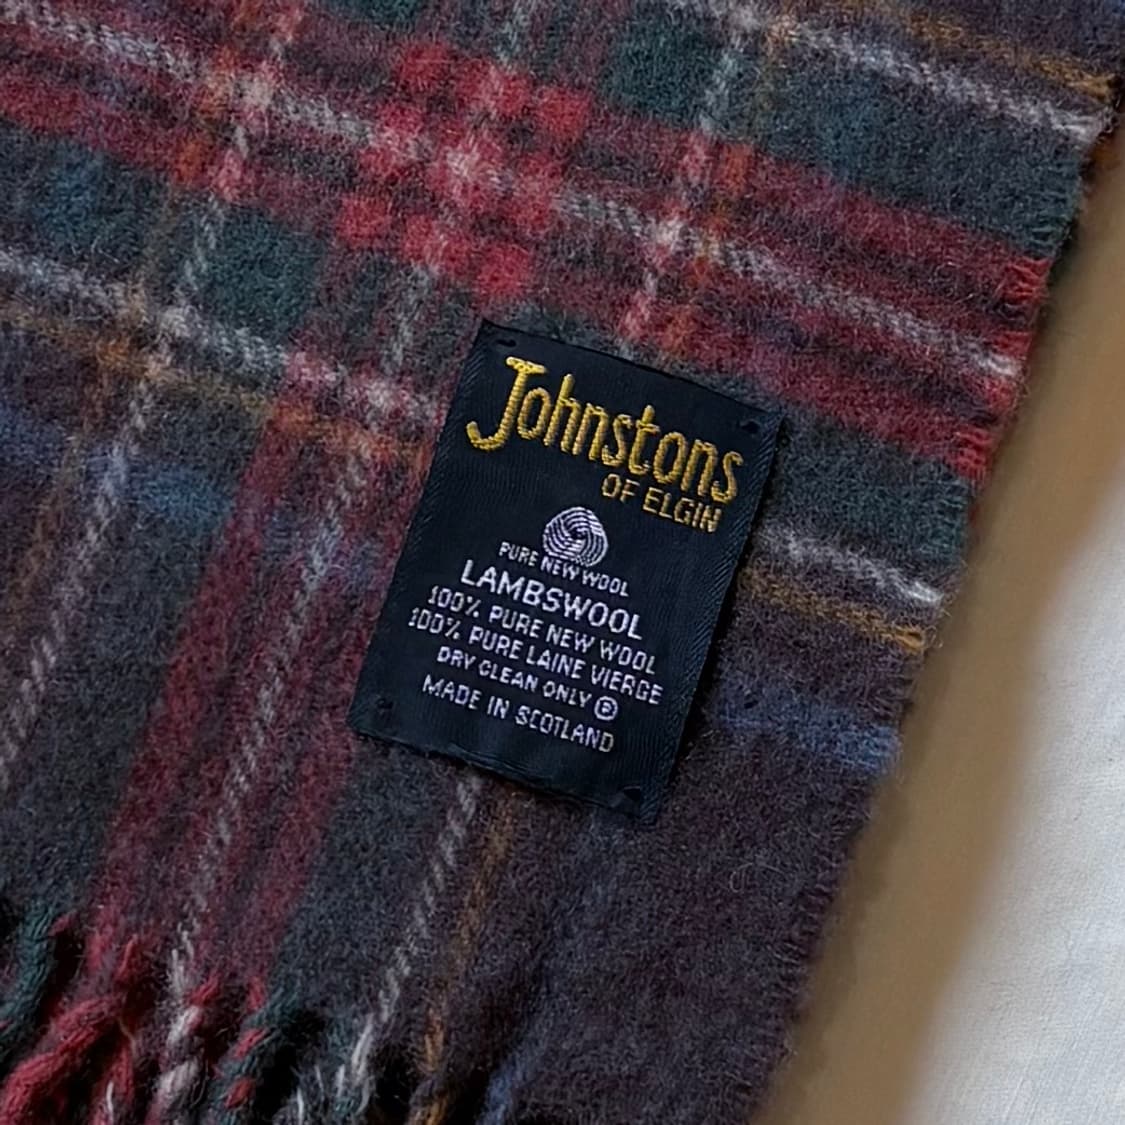 Johnstons
OF ELGIN
PURE NEW WOOL
LAMBSWOOL
100% PURE NEW WOOL
100% PURE LAINE VIERGE
DRY CLEAN ONLY Ⓟ
MADE IN SCOTLAND